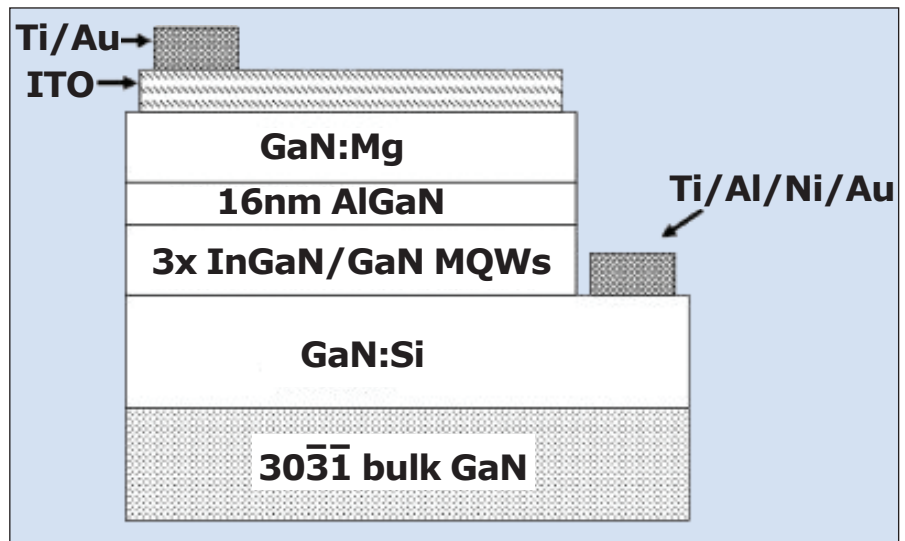 Ti/Au
ITO
GaN:Mg
16nm AlGaN
Ti/Al/Ni/Au
3x InGaN/GaN MQWs
GaN:Si
303̅1̅ bulk GaN